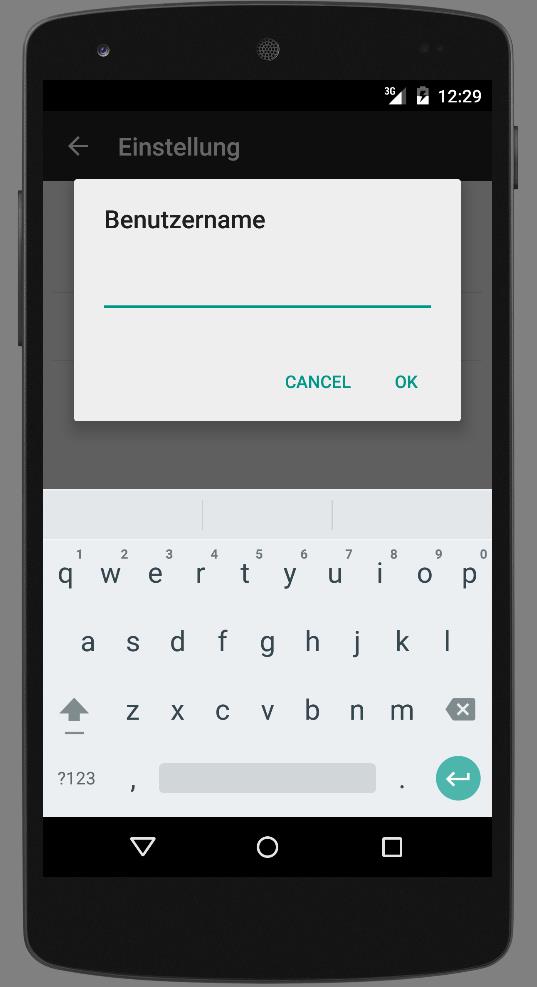 3G 12:29
Einstellung
Benutzername
CANCEL OK
1 2 3 4 5 6 7 8 9 0
q w e r t y u i o p
a s d f g h j k l
z x c v b n m
?123 , .